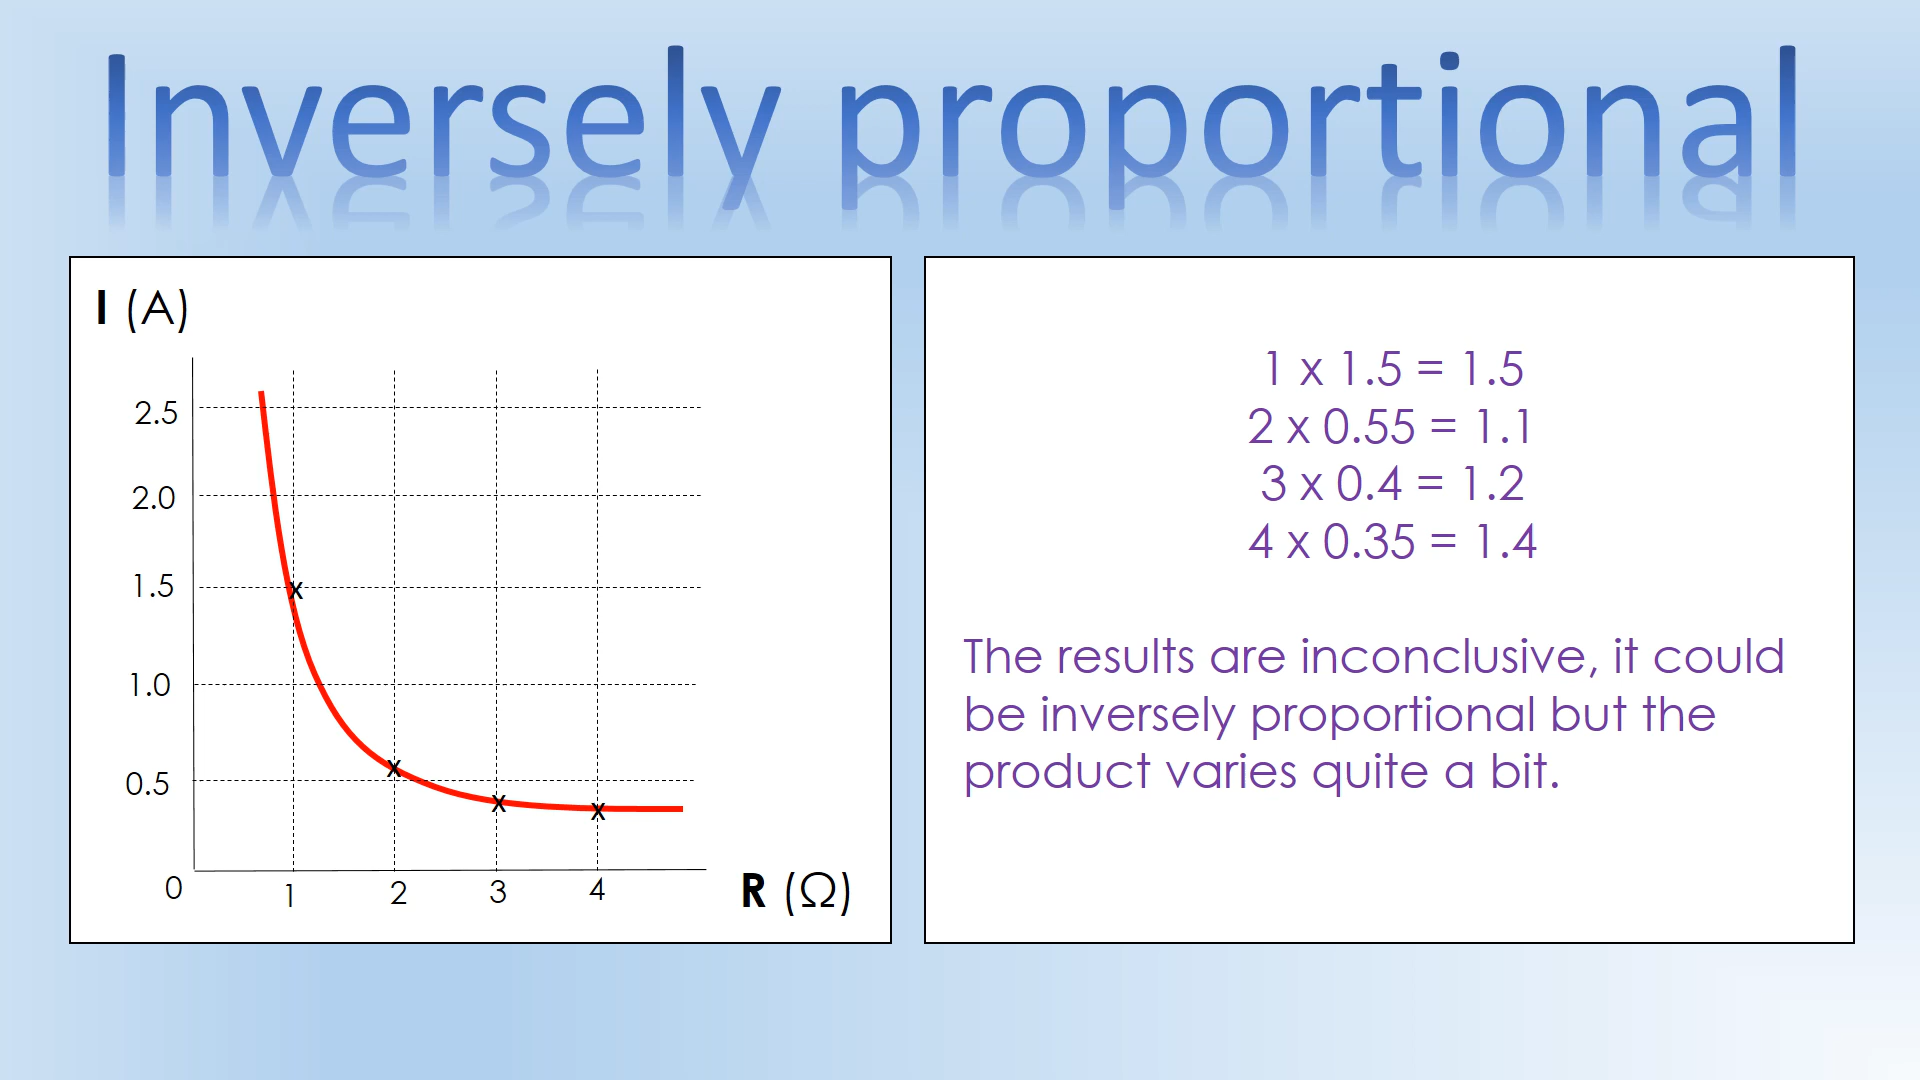 Inversely proportional
I (A)
2.5
2.0
1.5
1.0
0.5
0
1
2
3
4
R (Ω)
x
x
x
x
1 x 1.5 = 1.5
2 x 0.55 = 1.1
3 x 0.4 = 1.2
4 x 0.35 = 1.4
The results are inconclusive, it could
be inversely proportional but the
product varies quite a bit.